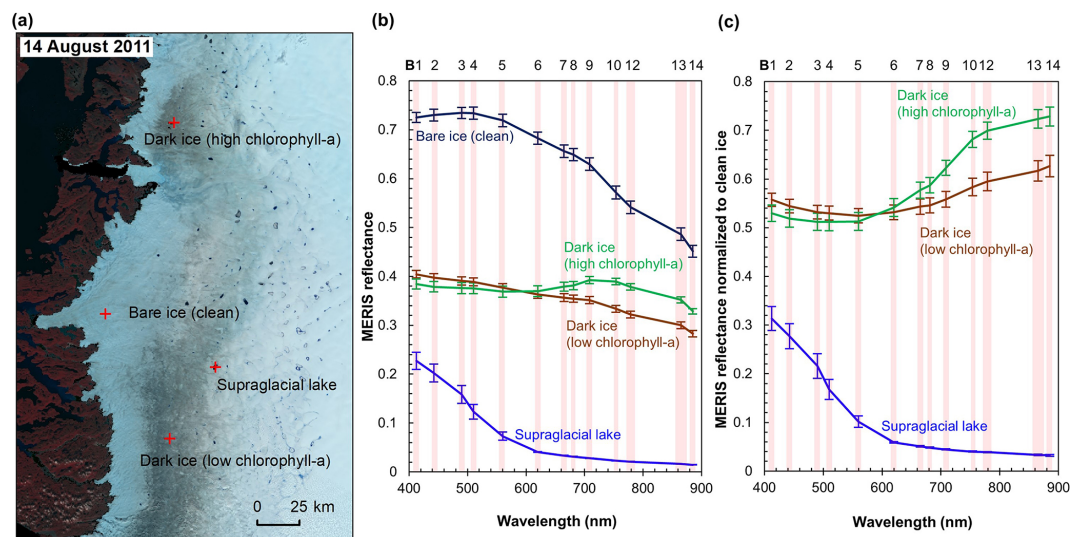 (a)
14 August 2011
Dark ice (high chlorophyll-a)
Bare ice (clean)
Supraglacial lake
Dark ice (low chlorophyll-a)
0 25 km
(b)
B1 2 3 4 5 6 7 8 9 10 12 13 14
0.8
0.7
0.6
0.5
0.4
0.3
0.2
0.1
0
MERIS reflectance
Bare ice (clean)
Dark ice
(high chlorophyll-a)
Dark ice
(low chlorophyll-a)
Supraglacial lake
400 500 600 700 800 900
Wavelength (nm)
(c)
B1 2 3 4 5 6 7 8 9 10 12 13 14
0.8
0.7
0.6
0.5
0.4
0.3
0.2
0.1
0
MERIS reflectance normalized to clean ice
Dark ice
(high chlorophyll-a)
Dark ice
(low chlorophyll-a)
Supraglacial lake
400 500 600 700 800 900
Wavelength (nm)